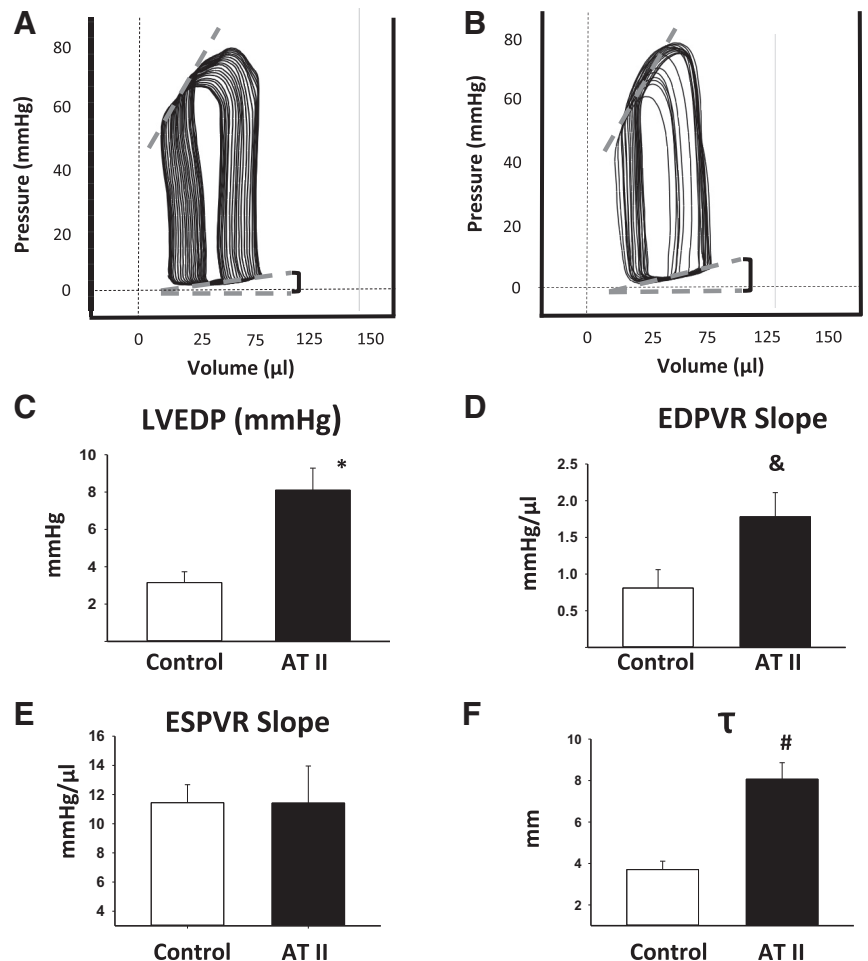 A
Pressure (mmHg)
80
60
40
20
0
0 25 75 125 150
Volume (µl)
B
Pressure (mmHg)
80
60
40
20
0
0 25 75 125 150
Volume (µl)
C
LVEDP (mmHg)
mmHg
10
8
6
4
2
*
Control AT II
D
EDPVR Slope
mmHg/µl
2.5
2.0
1.5
1.0
0.5
&
Control AT II
E
ESPVR Slope
mmHg/µl
16
14
12
10
8
6
4
Control AT II
F
τ
mm
10
8
6
4
2
#
Control AT II